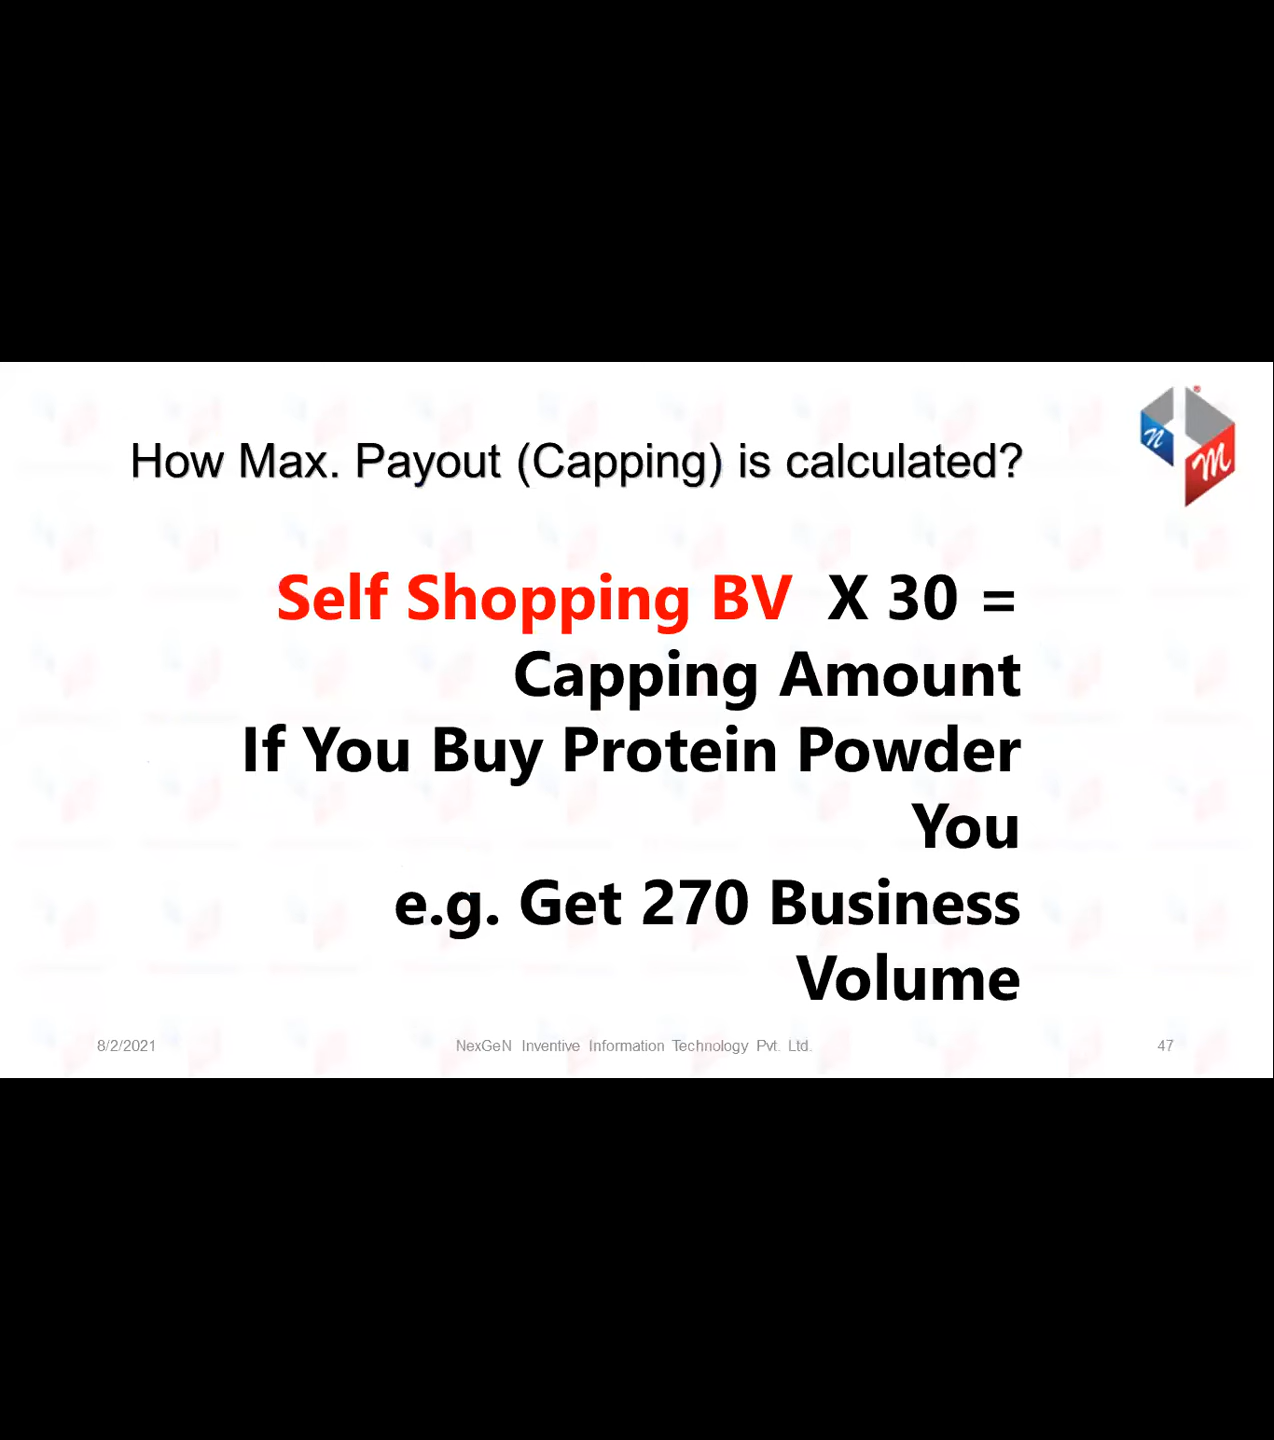 How Max. Payout (Capping) is calculated?
n
m
®
Self Shopping BV X 30 =
Capping Amount
If You Buy Protein Powder
You
e.g. Get 270 Business
Volume
8/2/2021 NexGeN Inventive Information Technology Pvt. Ltd. 47